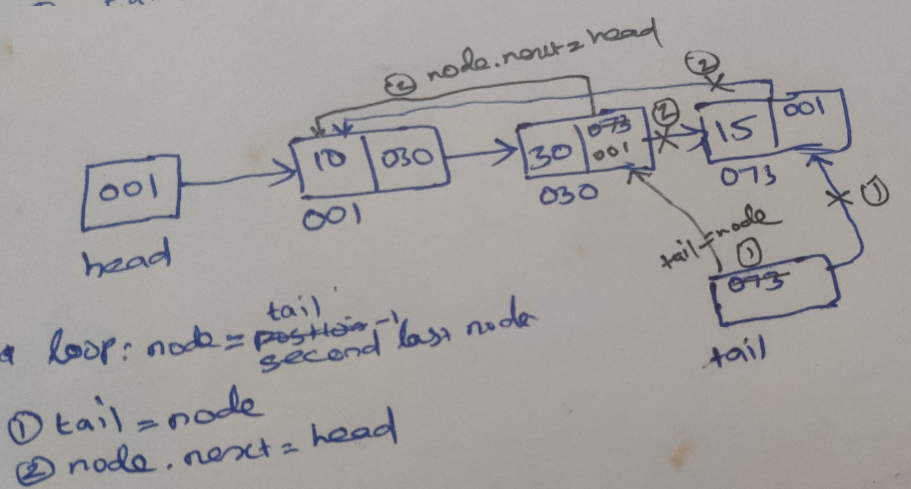 ② node.next = head
②
②
10 030
30 073 001
15 001
001
001
030
073
①
head
tail = node
①
073
tail
loop: node = tail
position -1
second last node
① tail = node
② node.next = head